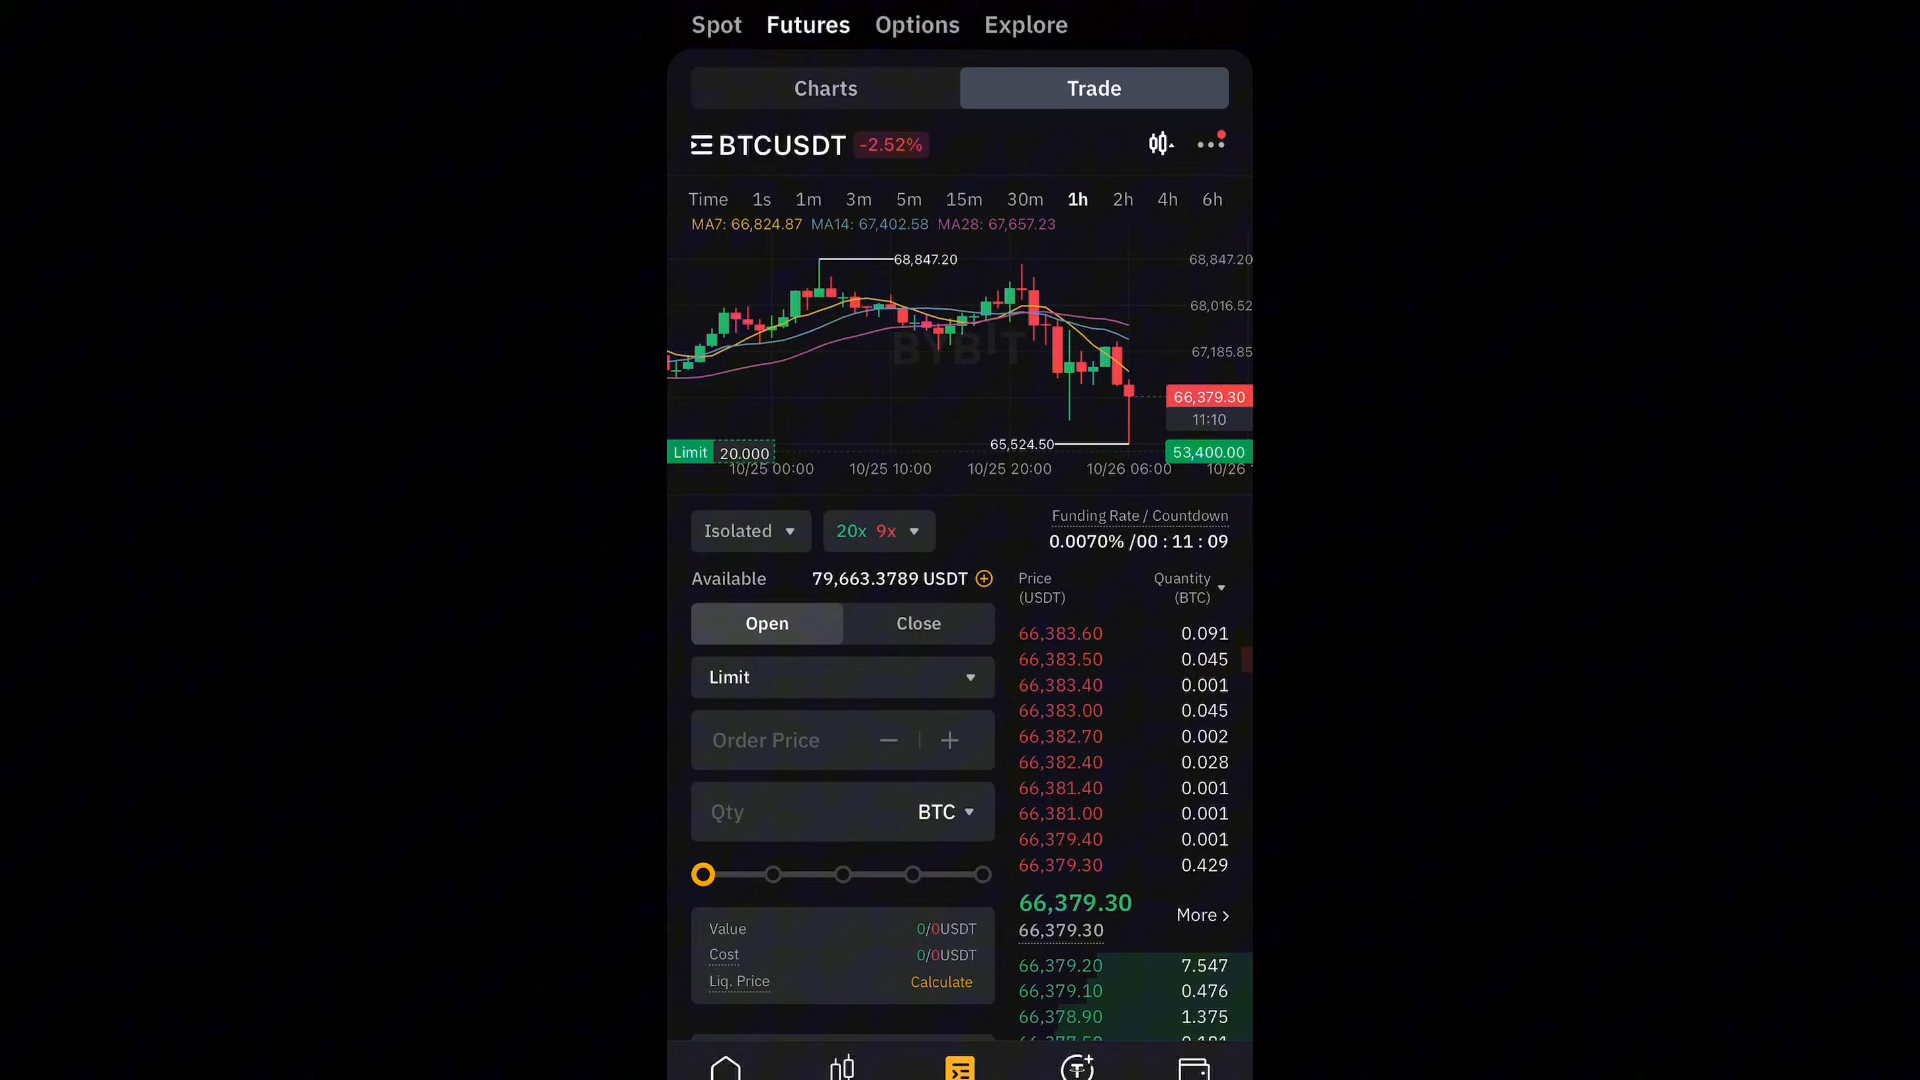 Spot Futures Options Explore
Charts Trade
BTCUSDT -2.52%
Time 1s 1m 3m 5m 15m 30m 1h 2h 4h 6h
MA7: 66,824.87 MA14: 67,402.58 MA28: 67,657.23
68,847.20 68,847.20
68,016.52
BYBIT
67,185.85
66,379.30
11:10
65,524.50
Limit 20.000 53,400.00
10/25 00:00 10/25 10:00 10/25 20:00 10/26 06:00 10/26
Isolated 20x 9x
Funding Rate / Countdown
0.0070% /00 : 11 : 09
Available 79,663.3789 USDT
Open Close
Limit
Order Price
Qty BTC
Value 0/0USDT
Cost 0/0USDT
Liq. Price Calculate
Price Quantity
(USDT) (BTC)
66,383.60 0.091
66,383.50 0.045
66,383.40 0.001
66,383.00 0.045
66,382.70 0.002
66,382.40 0.028
66,381.40 0.001
66,381.00 0.001
66,379.40 0.001
66,379.30 0.429
66,379.30
More
66,379.30
66,379.20 7.547
66,379.10 0.476
66,378.90 1.375